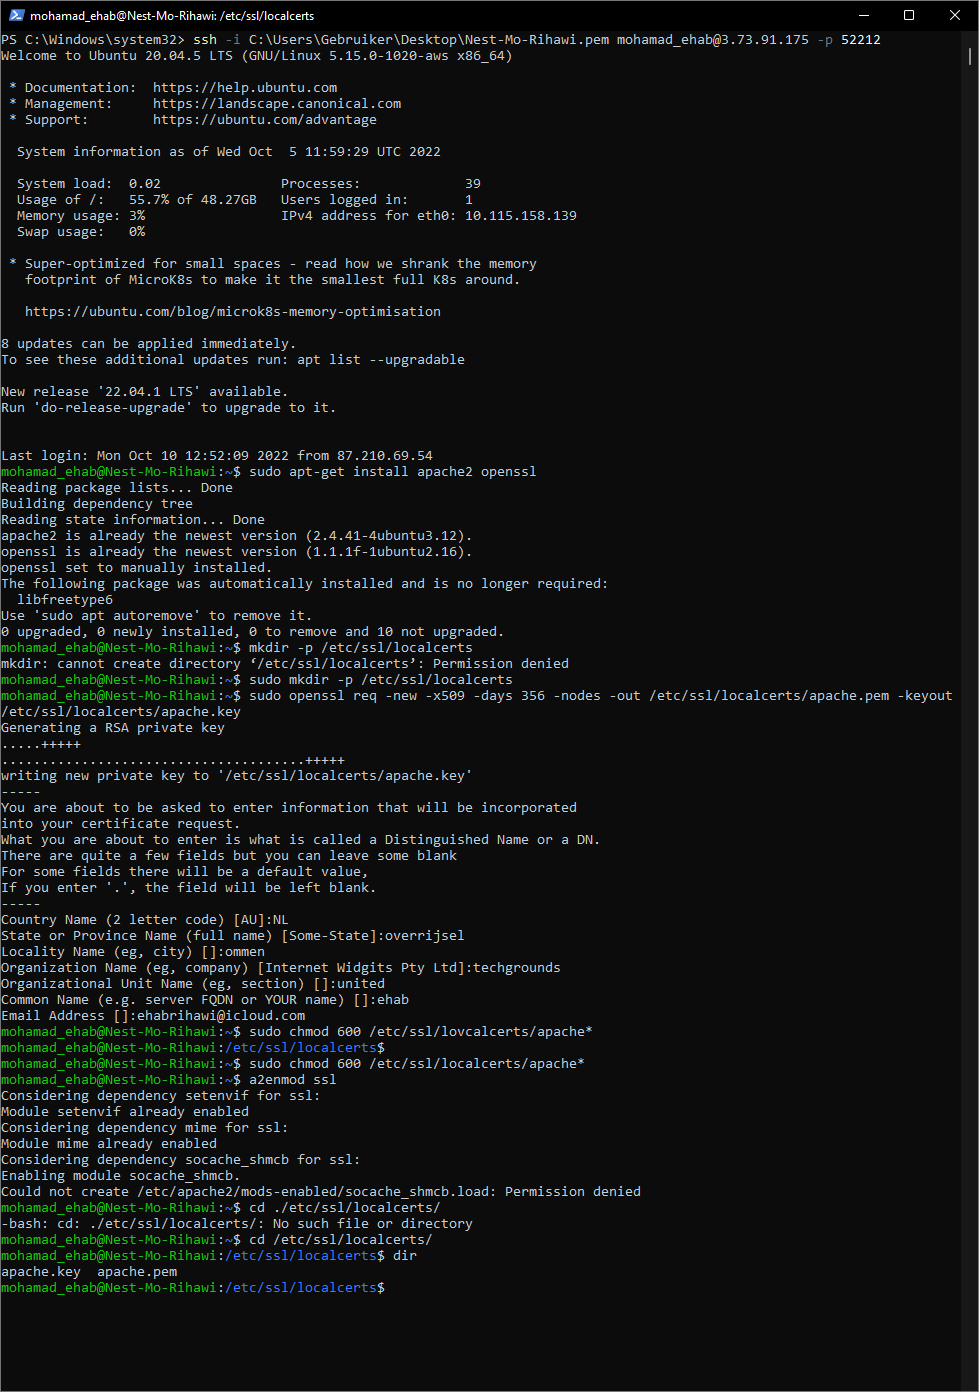 mohamad_ehab@Nest-Mo-Rihawi: /etc/ssl/localcerts
PS C:\Windows\system32> ssh -i C:\Users\Gebruiker\Desktop\Nest-Mo-Rihawi.pem mohamad_ehab@3.73.91.175 -p 52212
Welcome to Ubuntu 20.04.5 LTS (GNU/Linux 5.15.0-1020-aws x86_64)
* Documentation:  https://help.ubuntu.com
* Management:     https://landscape.canonical.com
* Support:        https://ubuntu.com/advantage
System information as of Wed Oct  5 11:59:29 UTC 2022
System load:  0.02               Processes:             39
Usage of /:   55.7% of 48.27GB   Users logged in:       1
Memory usage: 3%                 IPv4 address for eth0: 10.115.158.139
Swap usage:   0%
* Super-optimized for small spaces - read how we shrank the memory
footprint of MicroK8s to make it the smallest full K8s around.
https://ubuntu.com/blog/microk8s-memory-optimisation
8 updates can be applied immediately.
To see these additional updates run: apt list --upgradable
New release '22.04.1 LTS' available.
Run 'do-release-upgrade' to upgrade to it.
Last login: Mon Oct 10 12:52:09 2022 from 87.210.69.54
mohamad_ehab@Nest-Mo-Rihawi:~$ sudo apt-get install apache2 openssl
Reading package lists... Done
Building dependency tree
Reading state information... Done
apache2 is already the newest version (2.4.41-4ubuntu3.12).
openssl is already the newest version (1.1.1f-1ubuntu2.16).
openssl set to manually installed.
The following package was automatically installed and is no longer required:
libfreetype6
Use 'sudo apt autoremove' to remove it.
0 upgraded, 0 newly installed, 0 to remove and 10 not upgraded.
mohamad_ehab@Nest-Mo-Rihawi:~$ mkdir -p /etc/ssl/localcerts
mkdir: cannot create directory ‘/etc/ssl/localcerts’: Permission denied
mohamad_ehab@Nest-Mo-Rihawi:~$ sudo mkdir -p /etc/ssl/localcerts
mohamad_ehab@Nest-Mo-Rihawi:~$ sudo openssl req -new -x509 -days 356 -nodes -out /etc/ssl/localcerts/apache.pem -keyout
/etc/ssl/localcerts/apache.key
Generating a RSA private key
.....+++++
......................................+++++
writing new private key to '/etc/ssl/localcerts/apache.key'
-----
You are about to be asked to enter information that will be incorporated
into your certificate request.
What you are about to enter is what is called a Distinguished Name or a DN.
There are quite a few fields but you can leave some blank
For some fields there will be a default value,
If you enter '.', the field will be left blank.
-----
Country Name (2 letter code) [AU]:NL
State or Province Name (full name) [Some-State]:overrijsel
Locality Name (eg, city) []:ommen
Organization Name (eg, company) [Internet Widgits Pty Ltd]:techgrounds
Organizational Unit Name (eg, section) []:united
Common Name (e.g. server FQDN or YOUR name) []:ehab
Email Address []:ehabrihawi@icloud.com
mohamad_ehab@Nest-Mo-Rihawi:~$ sudo chmod 600 /etc/ssl/lovcalcerts/apache*
mohamad_ehab@Nest-Mo-Rihawi:/etc/ssl/localcerts$
mohamad_ehab@Nest-Mo-Rihawi:~$ sudo chmod 600 /etc/ssl/localcerts/apache*
mohamad_ehab@Nest-Mo-Rihawi:~$ a2enmod ssl
Considering dependency setenvif for ssl:
Module setenvif already enabled
Considering dependency mime for ssl:
Module mime already enabled
Considering dependency socache_shmcb for ssl:
Enabling module socache_shmcb.
Could not create /etc/apache2/mods-enabled/socache_shmcb.load: Permission denied
mohamad_ehab@Nest-Mo-Rihawi:~$ cd ./etc/ssl/localcerts/
-bash: cd: ./etc/ssl/localcerts/: No such file or directory
mohamad_ehab@Nest-Mo-Rihawi:~$ cd /etc/ssl/localcerts/
mohamad_ehab@Nest-Mo-Rihawi:/etc/ssl/localcerts$ dir
apache.key  apache.pem
mohamad_ehab@Nest-Mo-Rihawi:/etc/ssl/localcerts$